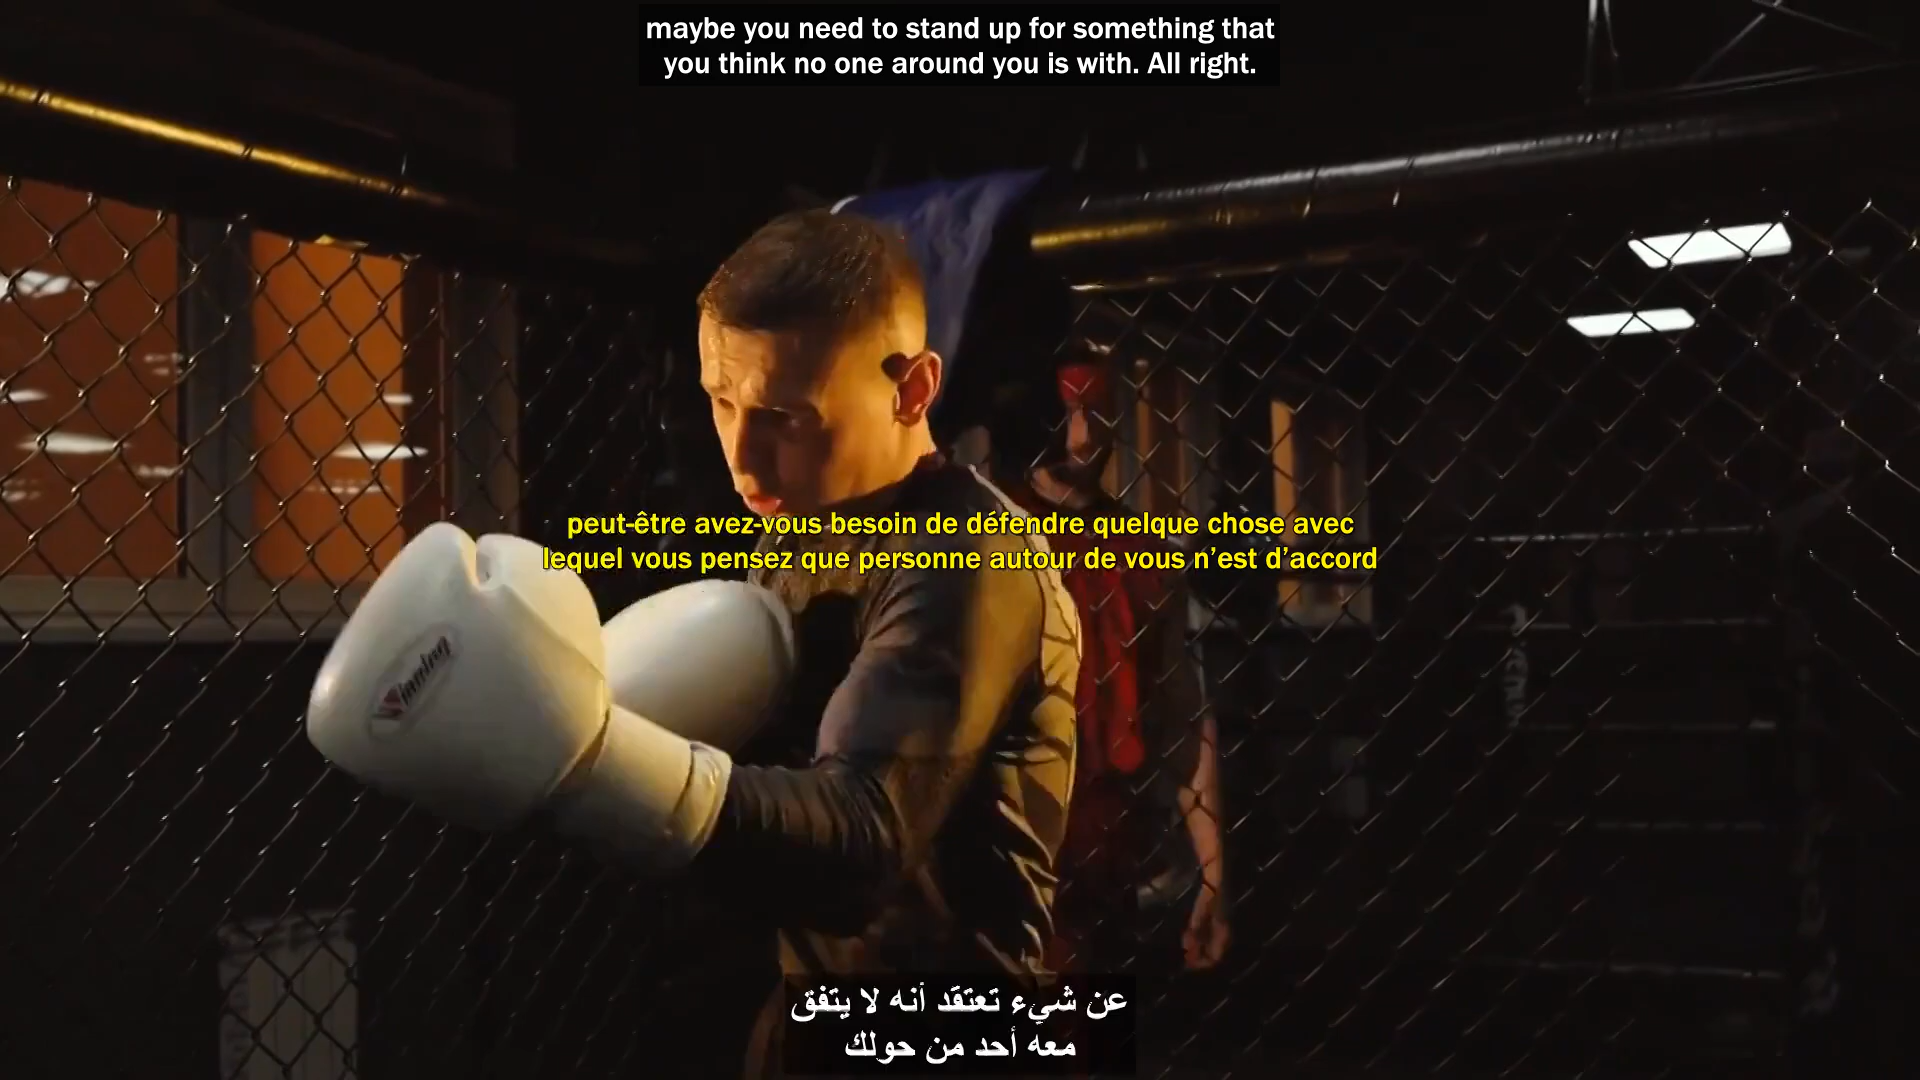 maybe you need to stand up for something that
you think no one around you is with. All right.
peut-être avez-vous besoin de défendre quelque chose avec
lequel vous pensez que personne autour de vous n’est d’accord
Winning
عن شيء تعتقد أنه لا يتفق
معه أحد من حولك